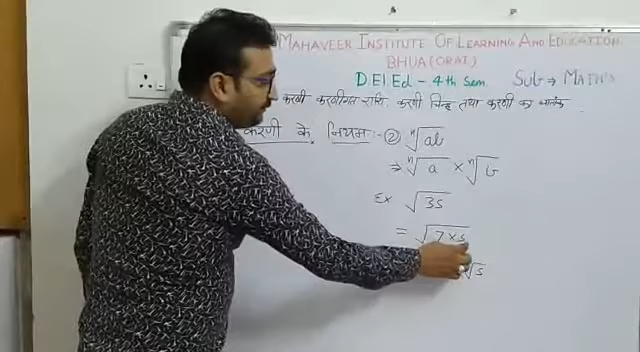 MAHAVEER INSTITUTE OF LEARNING AND EDUCATION
BHUA (ORAI)
D.El Ed - 4th Sem. Sub → MATHS
करणी करणीगत राशि, करणी चिन्ह तथा करणी का घातांक
करणी के नियम :- ② ⁿ√ab
⇒ ⁿ√a × ⁿ√b
Ex √35
= √7×5
√5